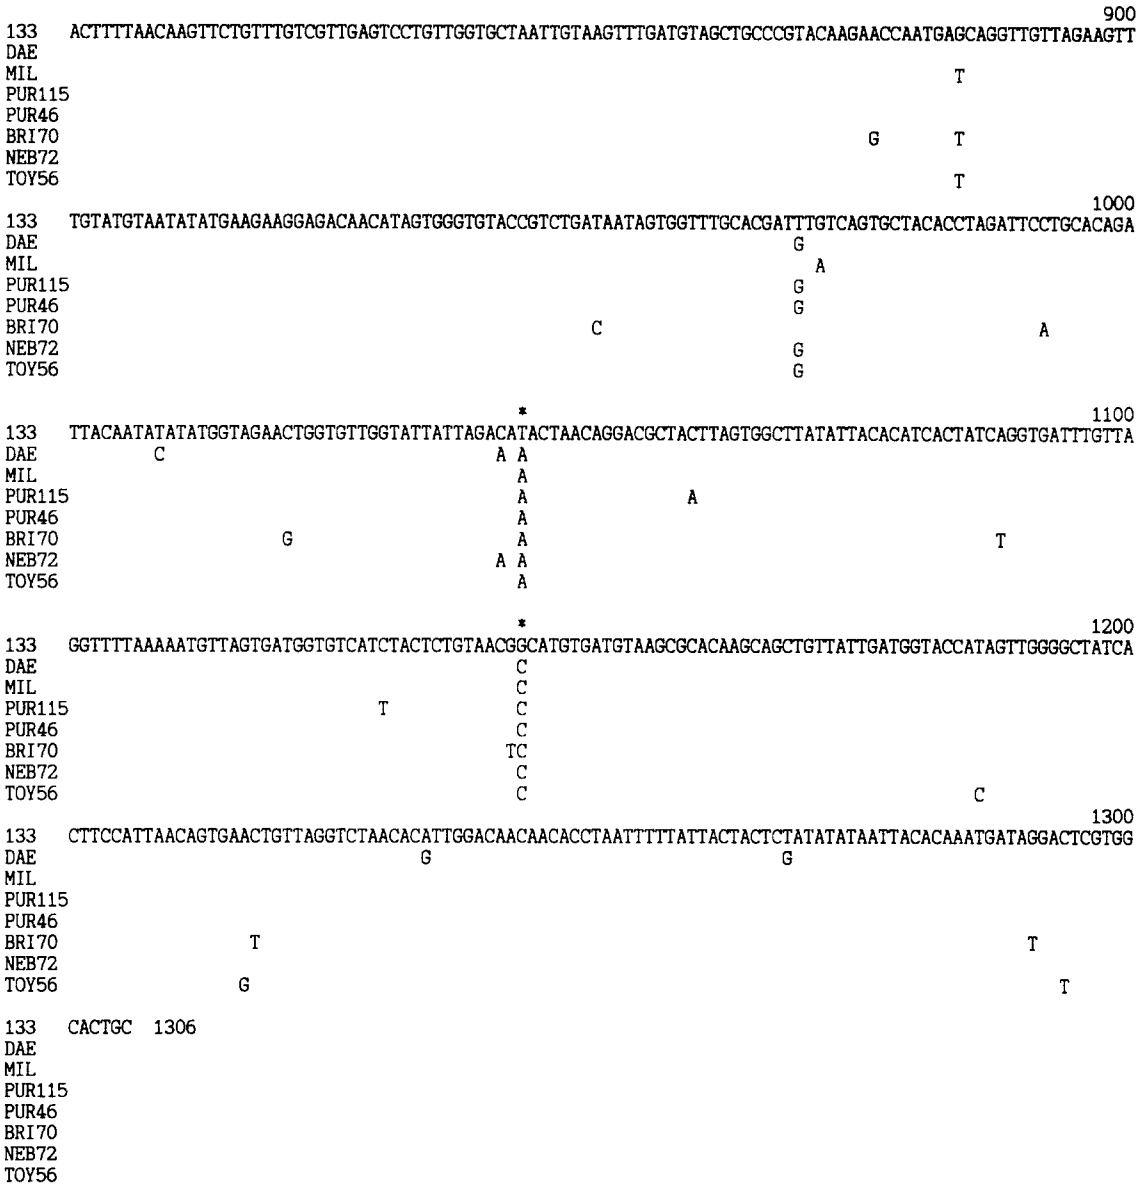 900
133 ACTTTTAACAAGTTCTGTTTGTCGTTGAGTCCTGTTGGTGCTAATTGTAAGTTTGATGTAGCTGCCCGTACAAGAACCAATGAGCAGGTTGTTAGAAGTT
DAE
MIL T
PUR115
PUR46
BRI70 G T
NEB72
TOY56 T
1000
133 TGTATGTAATATATGAAGAAGGAGACAACATAGTGGGTGTACCGTCTGATAATAGTGGTTTGCACGATTTGTCAGTGCTACACCTAGATTCCTGCACAGA
DAE G
MIL A
PUR115 G
PUR46 G
BRI70 C A
NEB72 G
TOY56 G
* 1100
133 TTACAATATATATGGTAGAACTGGTGTTGGTATTATTAGACATACTAACAGGACGCTACTTAGTGGCTTATATTACACATCACTATCAGGTGATTTGTTA
DAE C A A
MIL A
PUR115 A A
PUR46 A
BRI70 G A T
NEB72 A A
TOY56 A
* 1200
133 GGTTTTAAAAATGTTAGTGATGGTGTCATCTACTCTGTAACGGCATGTGATGTAAGCGCACAAGCAGCTGTTATTGATGGTACCATAGTTGGGGCTATCA
DAE C
MIL C
PUR115 T C
PUR46 C
BRI70 TC
NEB72 C
TOY56 C C
1300
133 CTTCCATTAACAGTGAACTGTTAGGTCTAACACATTGGACAACAACACCTAATTTTTATTACTACTCTATATATAATTACACAAATGATAGGACTCGTGG
DAE G G
MIL
PUR115
PUR46
BRI70 T T
NEB72
TOY56 G T
133 CACTGC 1306
DAE
MIL
PUR115
PUR46
BRI70
NEB72
TOY56